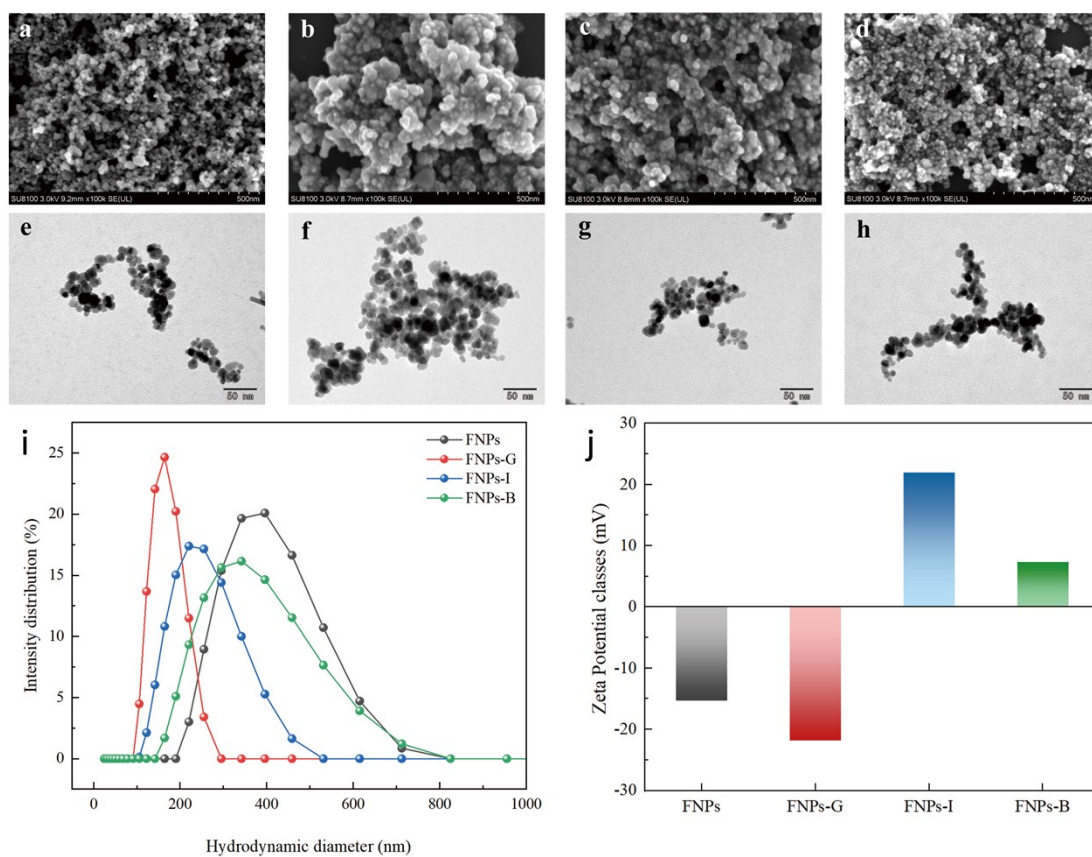 a
b
c
d
SU8100 3.0kV 9.2mm x100k SE(UL) 500nm
SU8100 3.0kV 8.7mm x100k SE(UL) 500nm
SU8100 3.0kV 8.8mm x100k SE(UL) 500nm
SU8100 3.0kV 8.7mm x100k SE(UL) 500nm
e
f
g
h
50 nm
50 nm
50 nm
50 nm
i
FNPs
FNPs-G
FNPs-I
FNPs-B
Intensity distribution (%)
25
20
15
10
5
0
0 200 400 600 800 1000
Hydrodynamic diameter (nm)
j
Zeta Potential classes (mV)
30
20
10
0
-10
-20
-30
FNPs FNPs-G FNPs-I FNPs-B